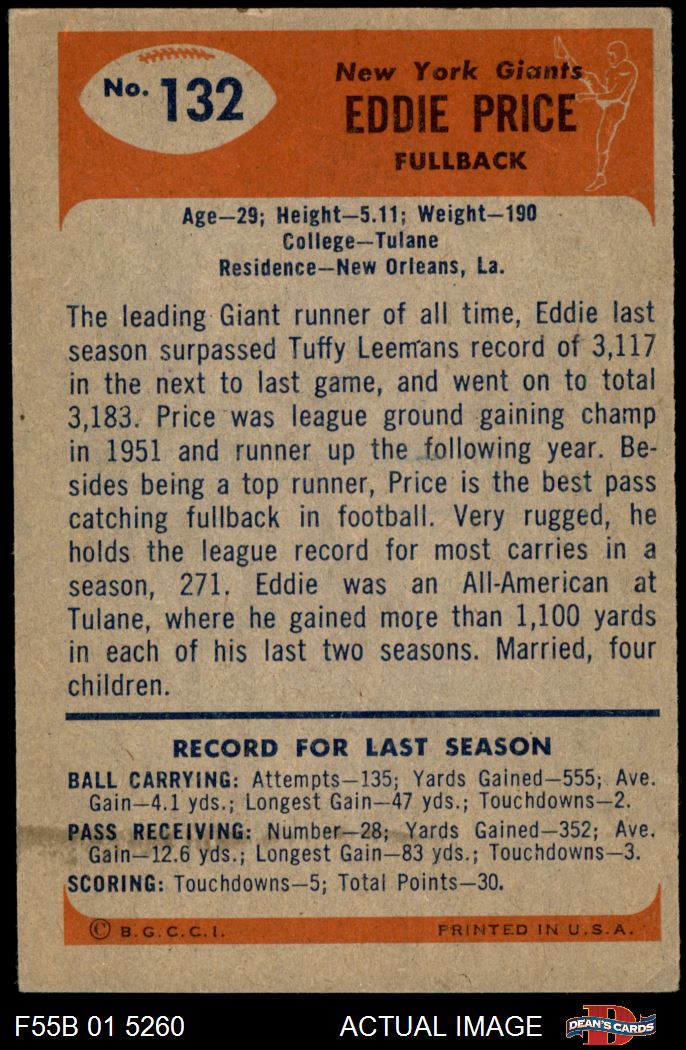 No. 132
New York Giants
EDDIE PRICE
FULLBACK
Age—29; Height—5.11; Weight—190
College—Tulane
Residence—New Orleans, La.
The leading Giant runner of all time, Eddie last
season surpassed Tuffy Leemans record of 3,117
in the next to last game, and went on to total
3,183. Price was league ground gaining champ
in 1951 and runner up the following year. Be-
sides being a top runner, Price is the best pass
catching fullback in football. Very rugged, he
holds the league record for most carries in a
season, 271. Eddie was an All-American at
Tulane, where he gained more than 1,100 yards
in each of his last two seasons. Married, four
children.
RECORD FOR LAST SEASON
BALL CARRYING: Attempts—135; Yards Gained—555; Ave.
Gain—4.1 yds.; Longest Gain—47 yds.; Touchdowns—2.
PASS RECEIVING: Number—28; Yards Gained—352; Ave.
Gain—12.6 yds.; Longest Gain—83 yds.; Touchdowns—3.
SCORING: Touchdowns—5; Total Points—30.
© B.G.C.C.I. PRINTED IN U.S.A.
F55B 01 5260 ACTUAL IMAGE D DEAN'S CARDS